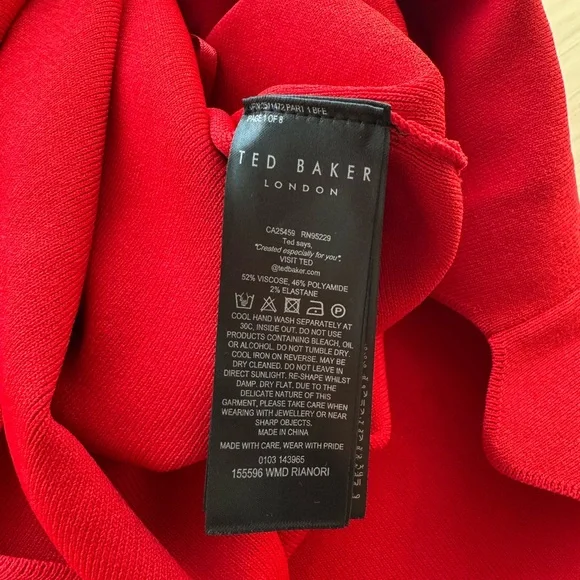 PART 1 BFE
PAGE 1 OF 8
TED BAKER
LONDON
CA25459 RN95229
Ted says,
"Created especially for you".
VISIT TED
@tedbaker.com
52% VISCOSE, 46% POLYAMIDE
2% ELASTANE
COOL HAND WASH SEPARATELY AT
30C, INSIDE OUT. DO NOT USE
PRODUCTS CONTAINING BLEACH, OIL
OR ALCOHOL. DO NOT TUMBLE DRY.
COOL IRON ON REVERSE. MAY BE
DRY CLEANED. DO NOT LEAVE IN
DIRECT SUNLIGHT. RE-SHAPE WHILST
DAMP. DRY FLAT. DUE TO THE
DELICATE NATURE OF THIS
GARMENT, PLEASE TAKE CARE WHEN
WEARING WITH JEWELLERY OR NEAR
SHARP OBJECTS.
MADE IN CHINA
MADE WITH CARE, WEAR WITH PRIDE
0103 143965
155596 WMD RIANORI